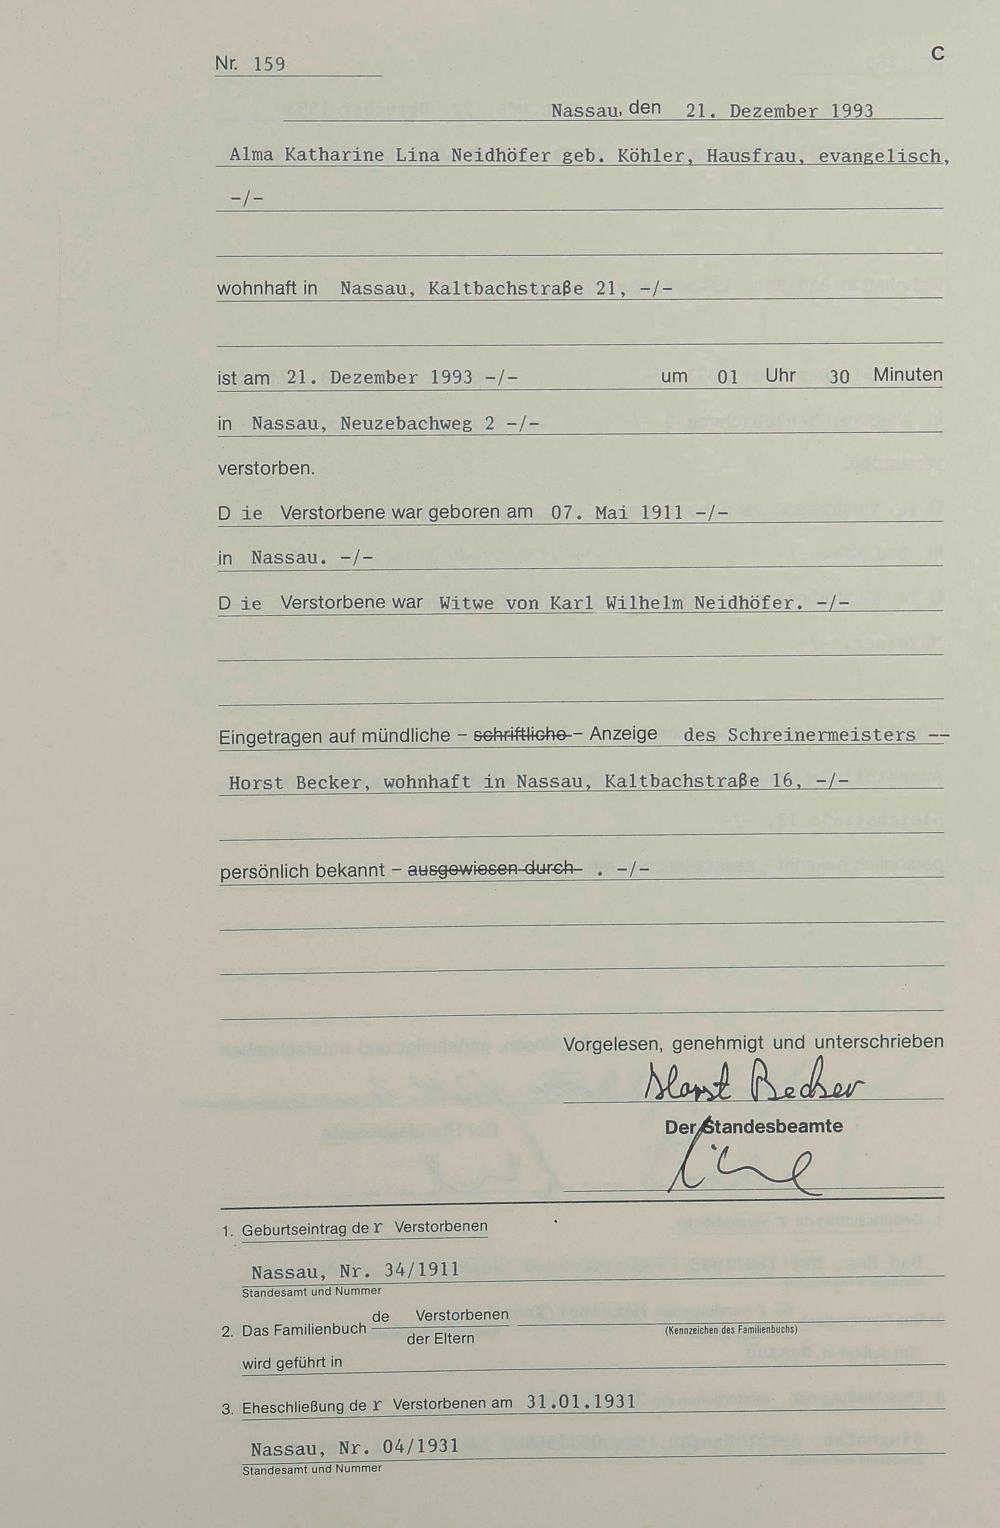 C
Nr. 159
Nassau, den 21. Dezember 1993
Alma Katharine Lina Neidhöfer geb. Köhler, Hausfrau, evangelisch,
-/-
wohnhaft in Nassau, Kaltbachstraße 21, -/-
ist am 21. Dezember 1993 -/- um 01 Uhr 30 Minuten
in Nassau, Neuzebachweg 2 -/-
verstorben.
D ie Verstorbene war geboren am 07. Mai 1911 -/-
in Nassau. -/-
D ie Verstorbene war Witwe von Karl Wilhelm Neidhöfer. -/-
Eingetragen auf mündliche – schriftliche – Anzeige des Schreinermeisters --
Horst Becker, wohnhaft in Nassau, Kaltbachstraße 16, -/-
persönlich bekannt – ausgewiesen durch . -/-
Vorgelesen, genehmigt und unterschrieben
Horst Becker
Der Standesbeamte
1. Geburtseintrag de r Verstorbenen
Nassau, Nr. 34/1911
Standesamt und Nummer
2. Das Familienbuch de Verstorbenen
der Eltern
(Kennzeichen des Familienbuchs)
wird geführt in
3. Eheschließung de r Verstorbenen am 31.01.1931
Nassau, Nr. 04/1931
Standesamt und Nummer